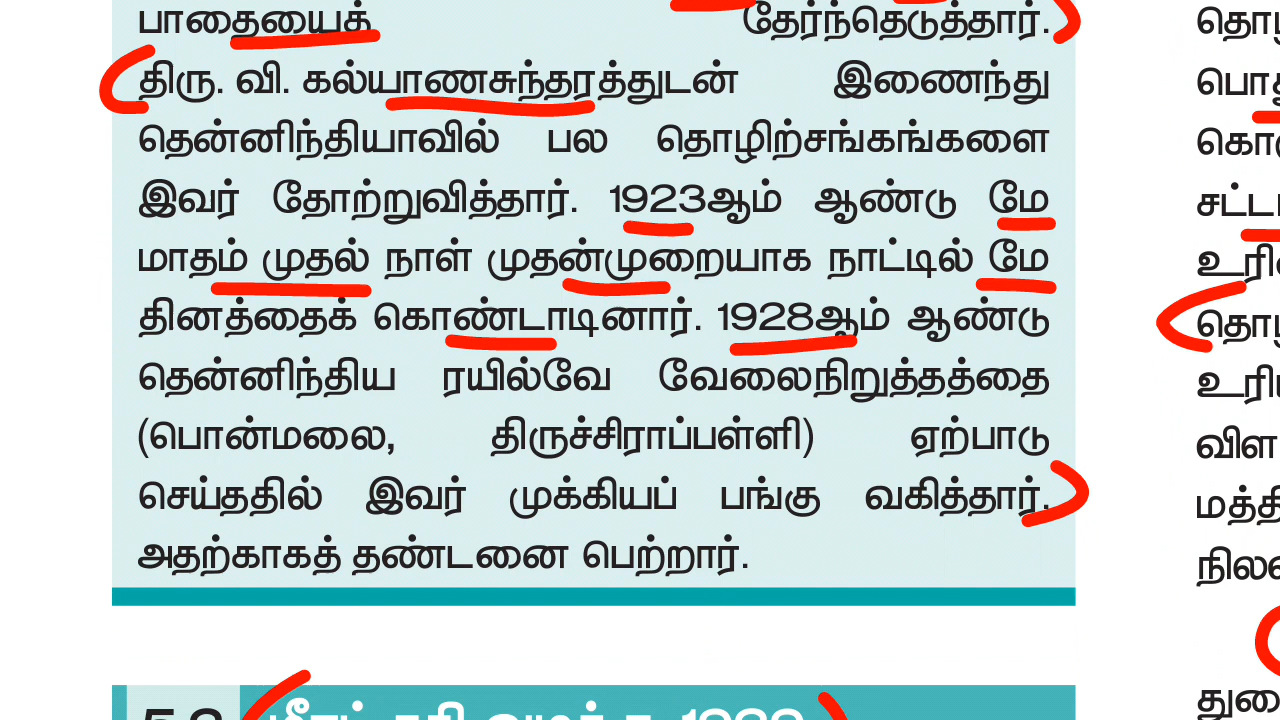 பாதையைக் தேர்ந்தெடுத்தார்.
திரு. வி. கல்யாணசுந்தரத்துடன் இணைந்து
தென்னிந்தியாவில் பல தொழிற்சங்கங்களை
இவர் தோற்றுவித்தார். 1923ஆம் ஆண்டு மே
மாதம் முதல் நாள் முதன்முறையாக நாட்டில் மே
தினத்தைக் கொண்டாடினார். 1928ஆம் ஆண்டு
தென்னிந்திய ரயில்வே வேலைநிறுத்தத்தை
(பொன்மலை, திருச்சிராப்பள்ளி) ஏற்பாடு
செய்ததில் இவர் முக்கியப் பங்கு வகித்தார்.
அதற்காகத் தண்டனை பெற்றார்.